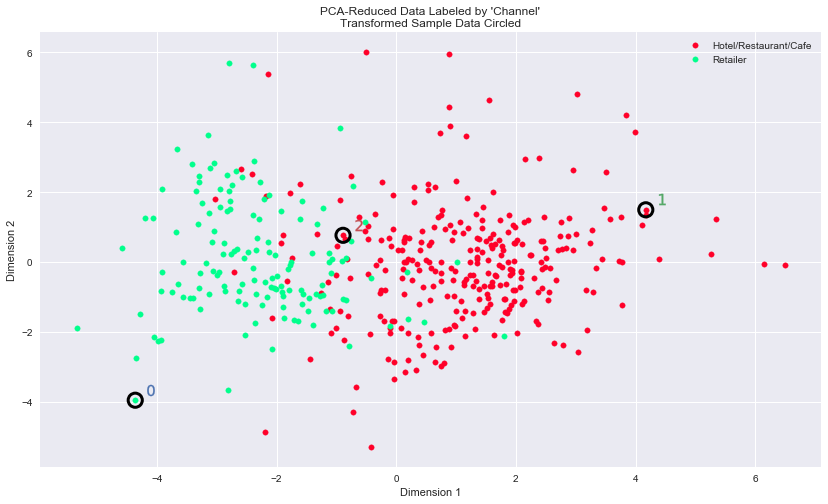 PCA-Reduced Data Labeled by 'Channel'
Transformed Sample Data Circled
Hotel/Restaurant/Cafe
Retailer
6
4
2
0
−2
−4
Dimension 2
0
1
2
−4
−2
0
2
4
6
Dimension 1